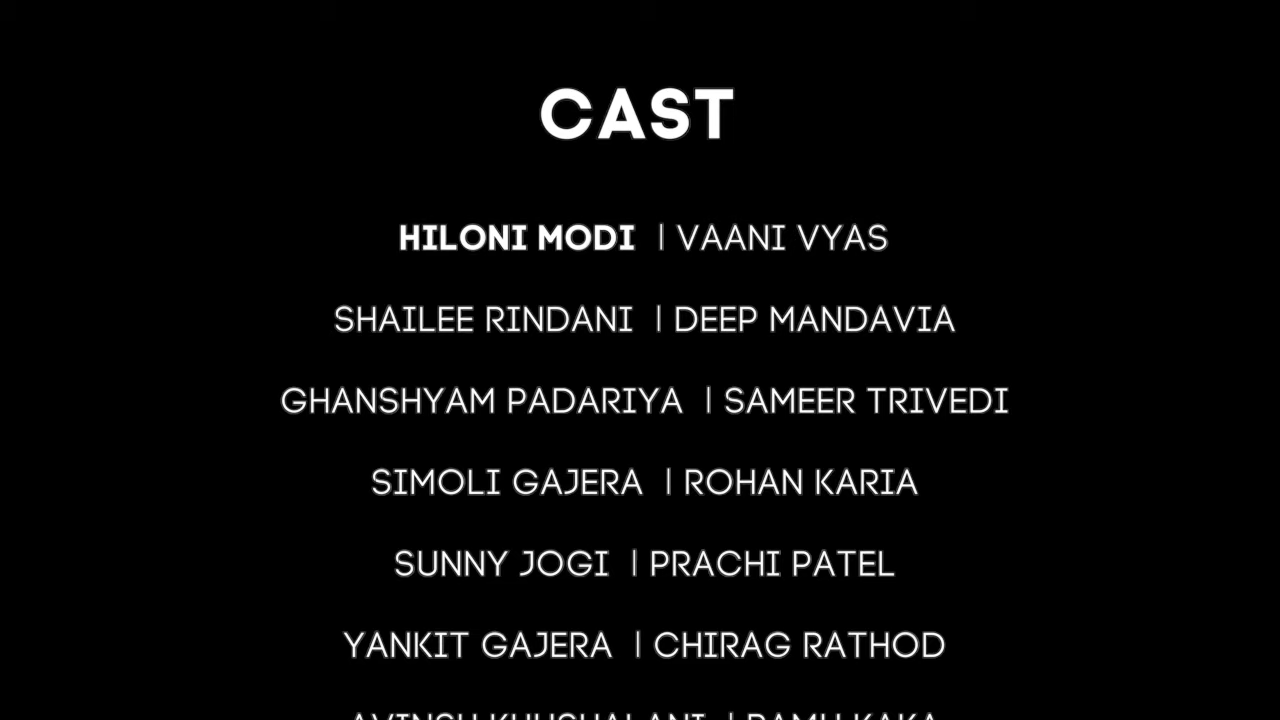 CAST
HILONI MODI | VAANI VYAS
SHAILEE RINDANI | DEEP MANDAVIA
GHANSHYAM PADARIYA | SAMEER TRIVEDI
SIMOLI GAJERA | ROHAN KARIA
SUNNY JOGI | PRACHI PATEL
YANKIT GAJERA | CHIRAG RATHOD